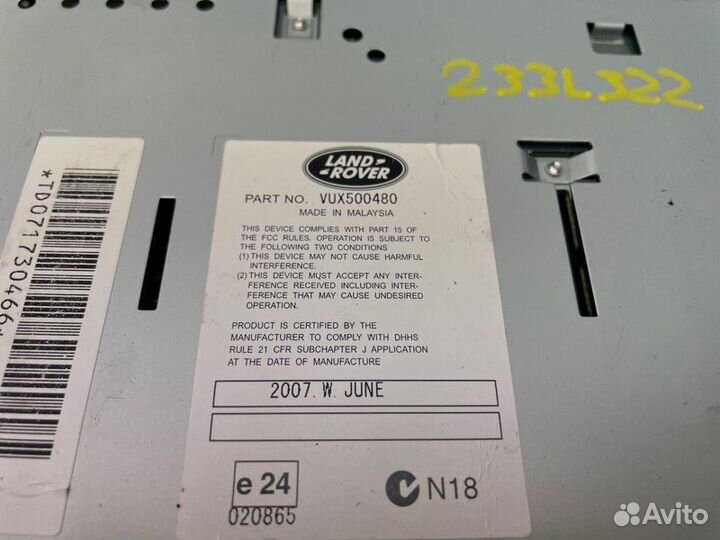 233L322
*TD071730466*
LAND
ROVER
PART NO. VUX500480
MADE IN MALAYSIA
THIS DEVICE COMPLIES WITH PART 15 OF
THE FCC RULES. OPERATION IS SUBJECT TO
THE FOLLOWING TWO CONDITIONS
(1) THIS DEVICE MAY NOT CAUSE HARMFUL
INTERFERENCE.
(2) THIS DEVICE MUST ACCEPT ANY INTER-
FERENCE RECEIVED INCLUDING INTER-
FERENCE THAT MAY CAUSE UNDESIRED
OPERATION.
PRODUCT IS CERTIFIED BY THE
MANUFACTURER TO COMPLY WITH DHHS
RULE 21 CFR SUBCHAPTER J APPLICATION
AT THE DATE OF MANUFACTURE
2007. W. JUNE
e 24
020865
N18
Avito